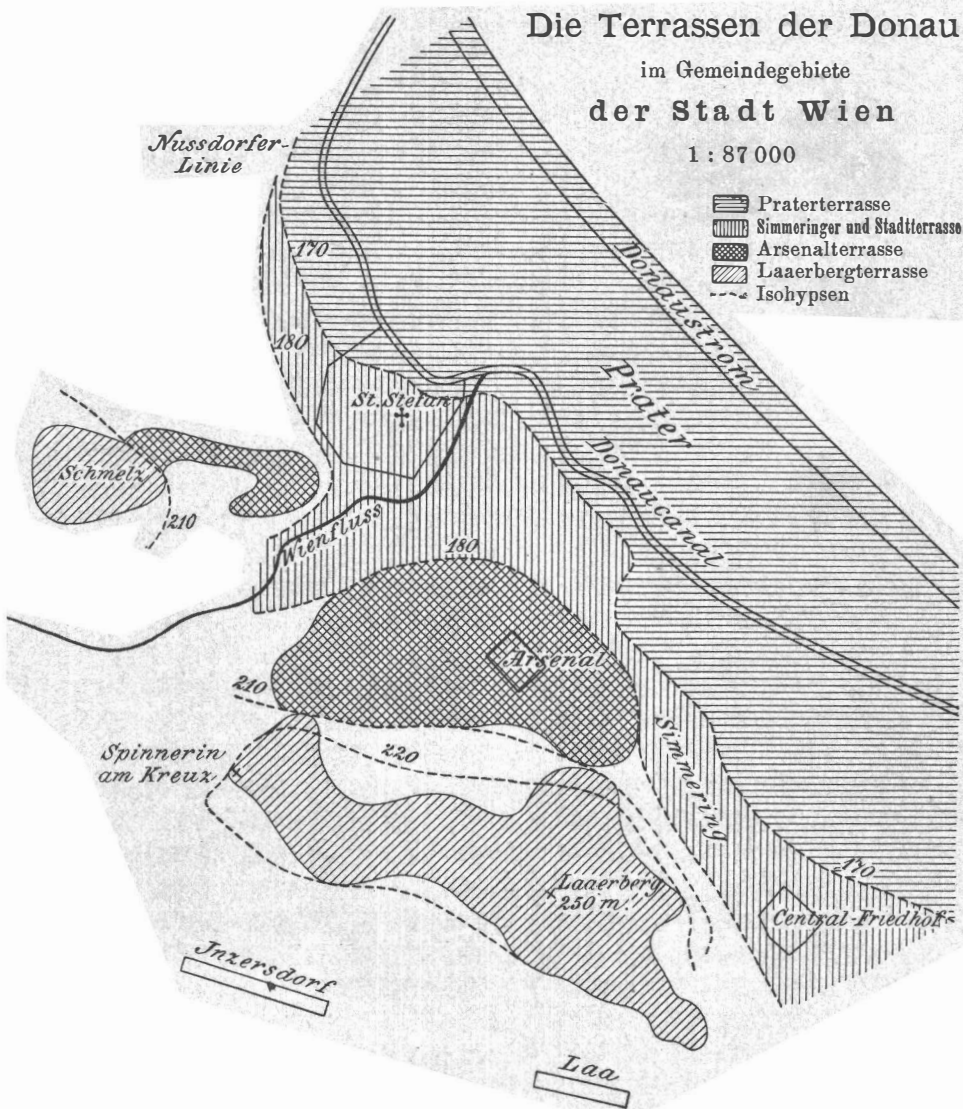 Die Terrassen der Donau
im Gemeindegebiete
der Stadt Wien
1 : 87 000
Praterterrasse
Simmeringer und Stadtterrasse
Arsenalterrasse
Laaerbergterrasse
Isohypsen
Nussdorfer-
Linie
170
180
Donaustrom
Prater
St. Stefan
Donaucanal
Schmelz
210
Wienfluss
180
Arsenal
210
220
Simmering
Spinnerin
am Kreuz
Laaerberg
250 m.
170
Central-Friedhof
Inzersdorf
Laa